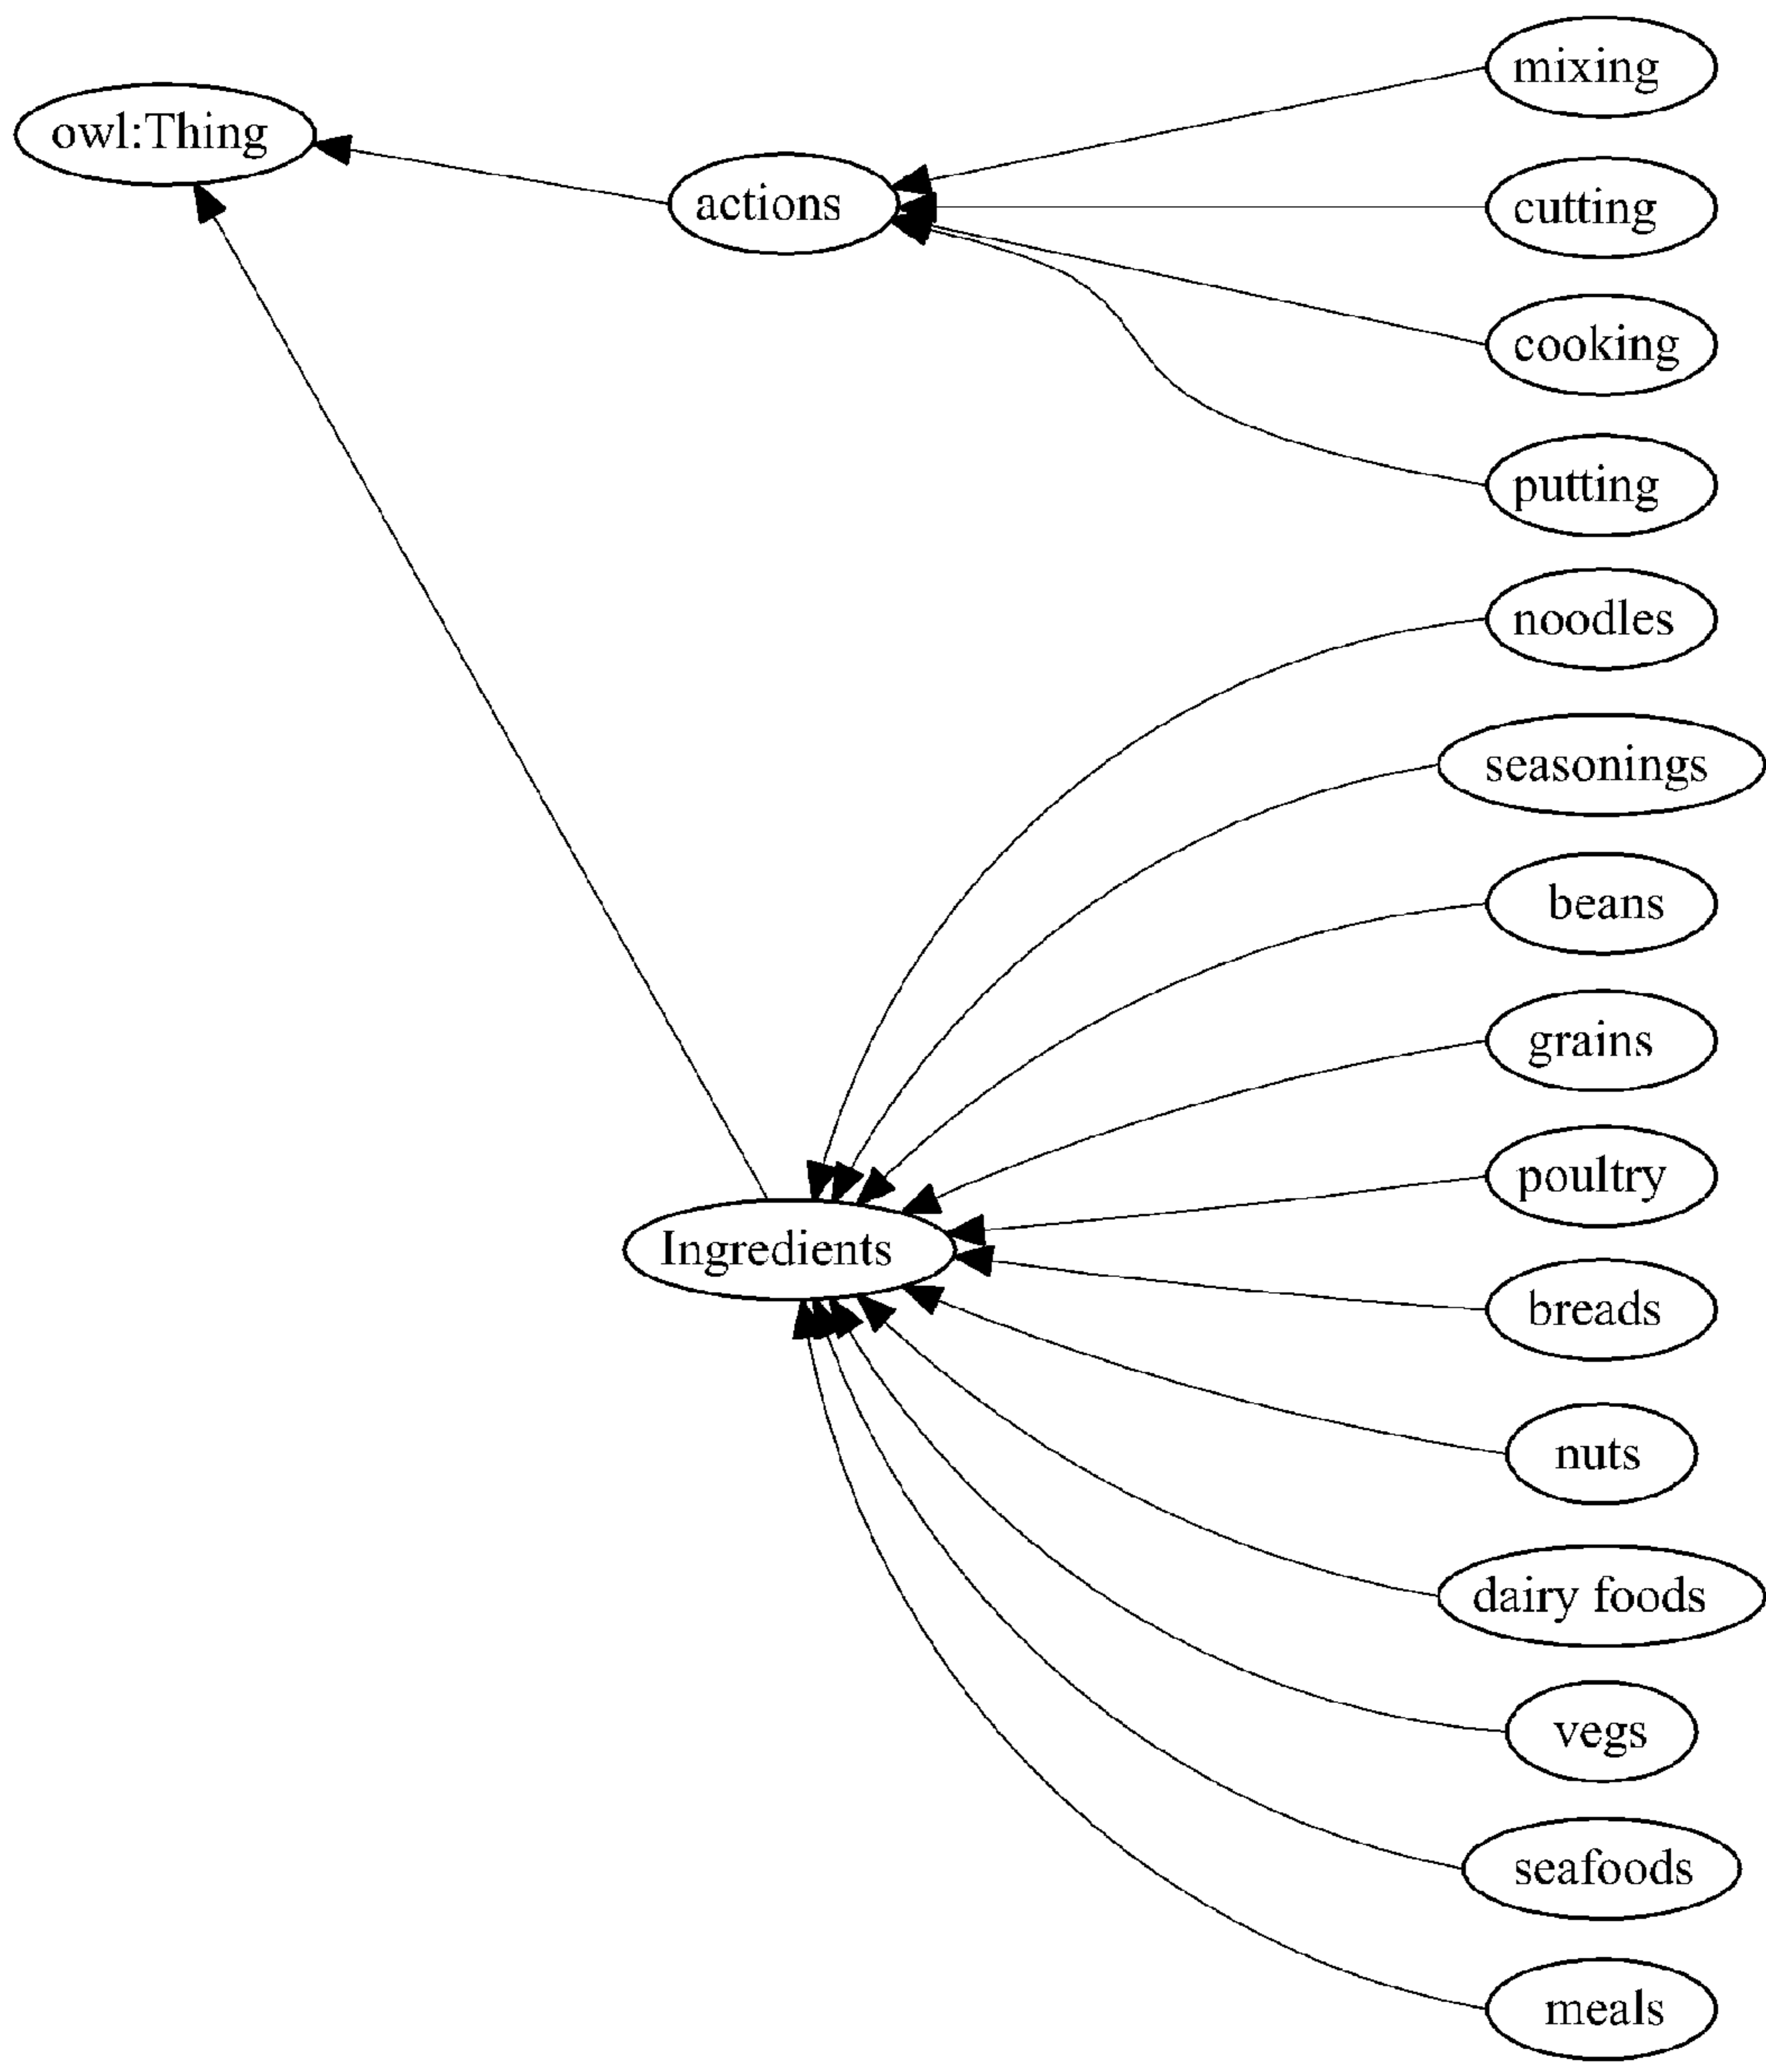 owl:Thing
actions
Ingredients
mixing
cutting
cooking
putting
noodles
seasonings
beans
grains
poultry
breads
nuts
dairy foods
vegs
seafoods
meals